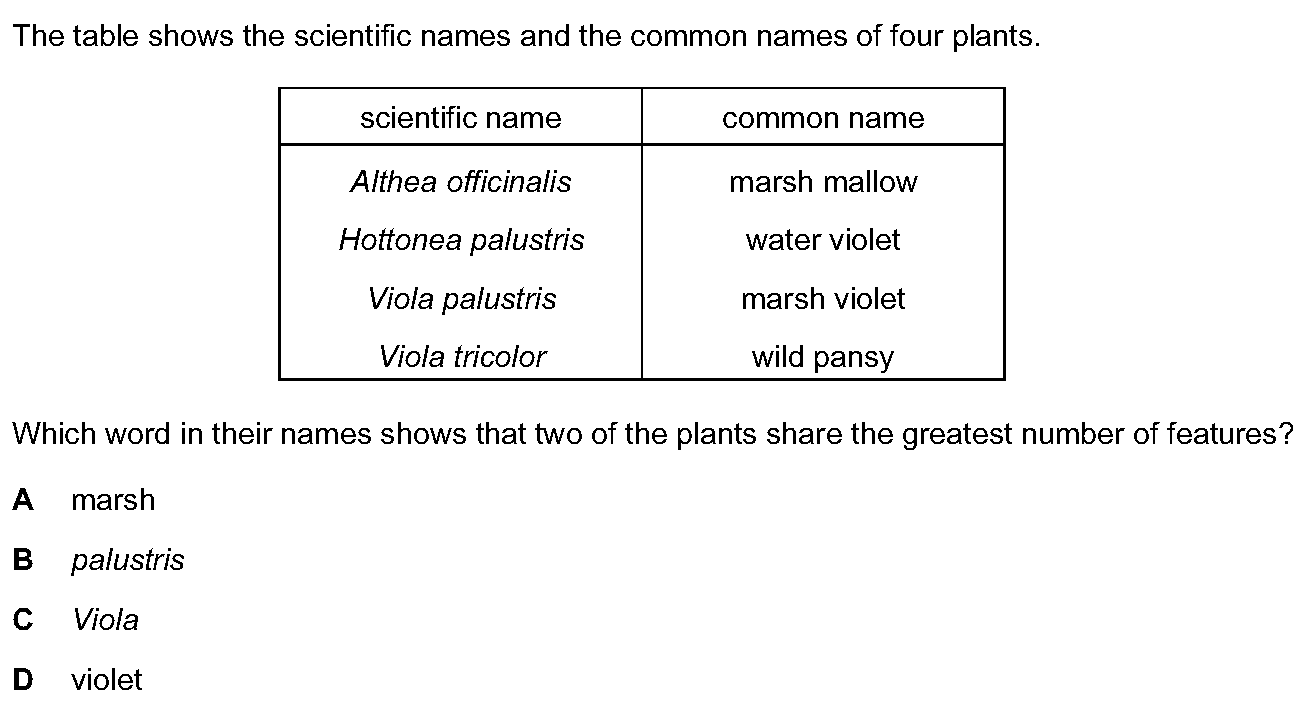 The table shows the scientific names and the common names of four plants.
scientific name common name
Althea officinalis marsh mallow
Hottonea palustris water violet
Viola palustris marsh violet
Viola tricolor wild pansy
Which word in their names shows that two of the plants share the greatest number of features?
A marsh
B palustris
C Viola
D violet